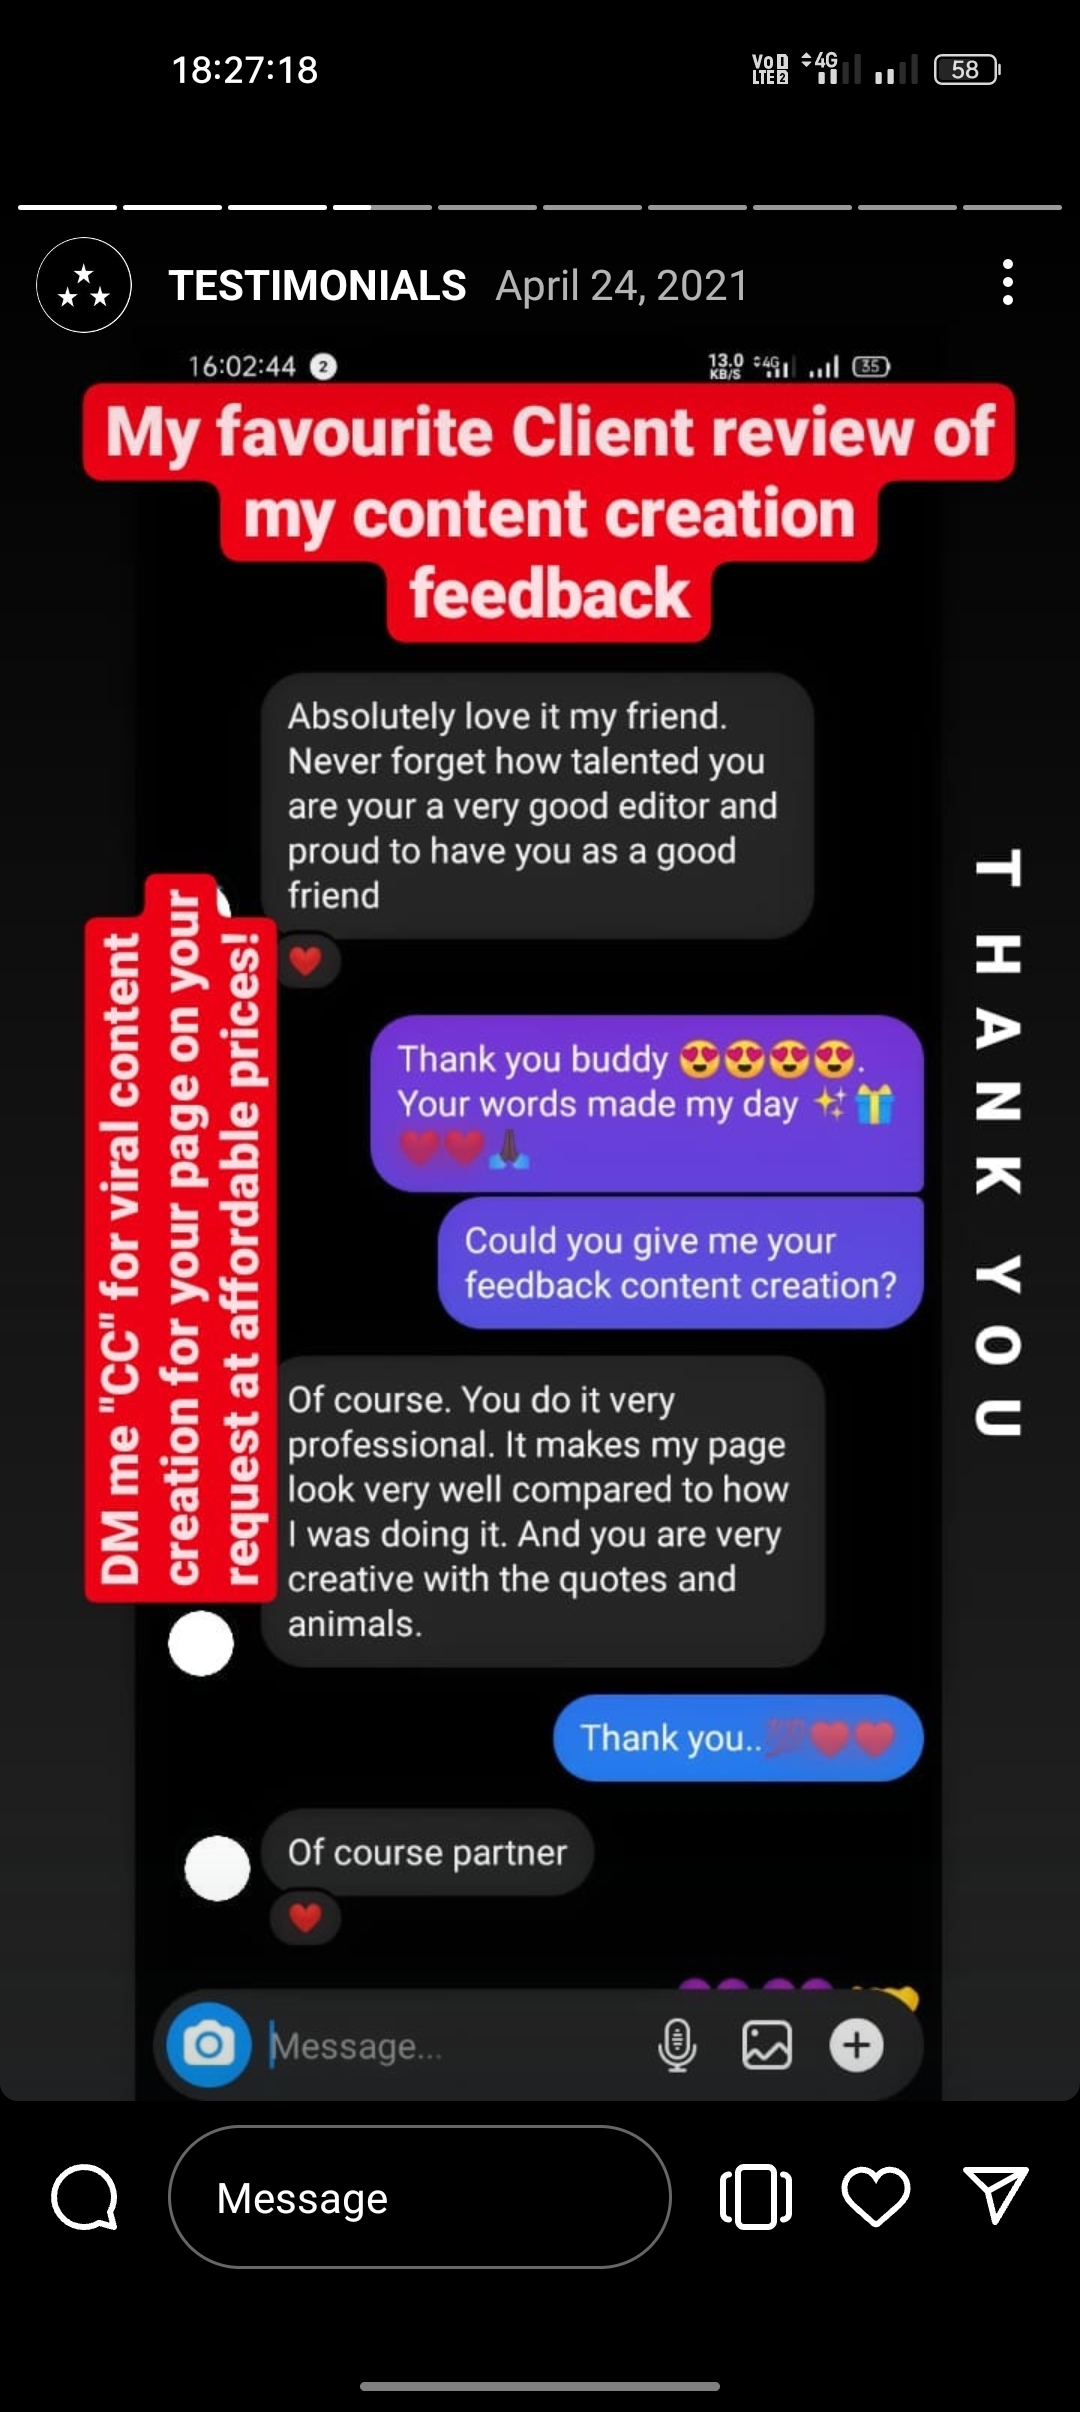 18:27:18
Vo 1 LTE 2 4G 58
TESTIMONIALS April 24, 2021
16:02:44 2 13.0 KB/S 4G 35
My favourite Client review of
my content creation
feedback
Absolutely love it my friend.
Never forget how talented you
are your a very good editor and
proud to have you as a good
friend
❤️
Thank you buddy 😍😍😍😍.
Your words made my day ✨🎁
❤️❤️🙏🏿
Could you give me your
feedback content creation?
DM me "CC" for viral content
creation for your page on your
request at affordable prices!
THANK YOU
Of course. You do it very
professional. It makes my page
look very well compared to how
I was doing it. And you are very
creative with the quotes and
animals.
Thank you..💯❤️❤️
Of course partner
❤️
Message...
Message